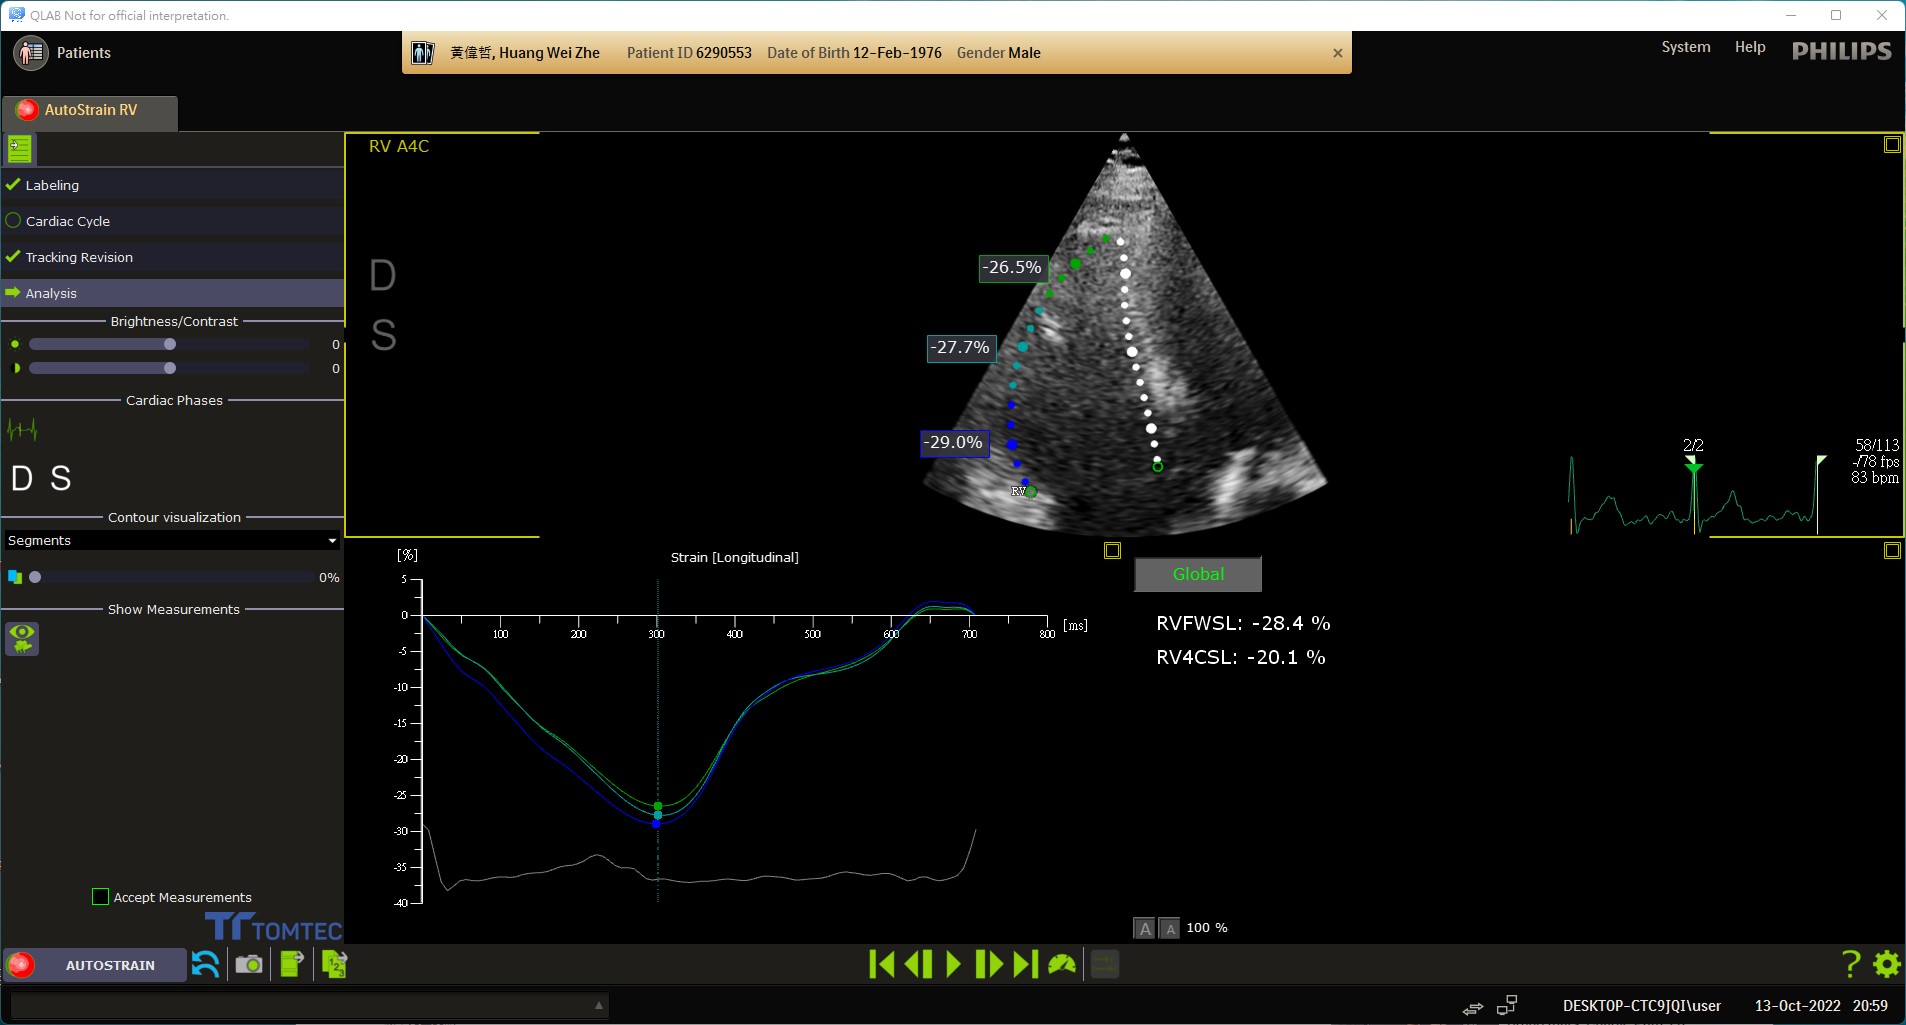 QLAB Not for official interpretation.
Patients
黃偉哲, Huang Wei Zhe Patient ID 6290553 Date of Birth 12-Feb-1976 Gender Male
System Help PHILIPS
AutoStrain RV
Labeling
Cardiac Cycle
Tracking Revision
Analysis
Brightness/Contrast
0
0
Cardiac Phases
D S
Contour visualization
Segments
0%
Show Measurements
Accept Measurements
TOMTEC
RV A4C
D
S
-26.5%
-27.7%
-29.0%
RV
2/2
58/113
-/78 fps
83 bpm
[%]
Strain [Longitudinal]
5
0
-5
-10
-15
-20
-25
-30
-35
-40
100 200 300 400 500 600 700 800 [ms]
Global
RVFWSL: -28.4 %
RV4CSL: -20.1 %
A A 100 %
AUTOSTRAIN
1 2 3
?
DESKTOP-CTC9JQI\user 13-Oct-2022 20:59